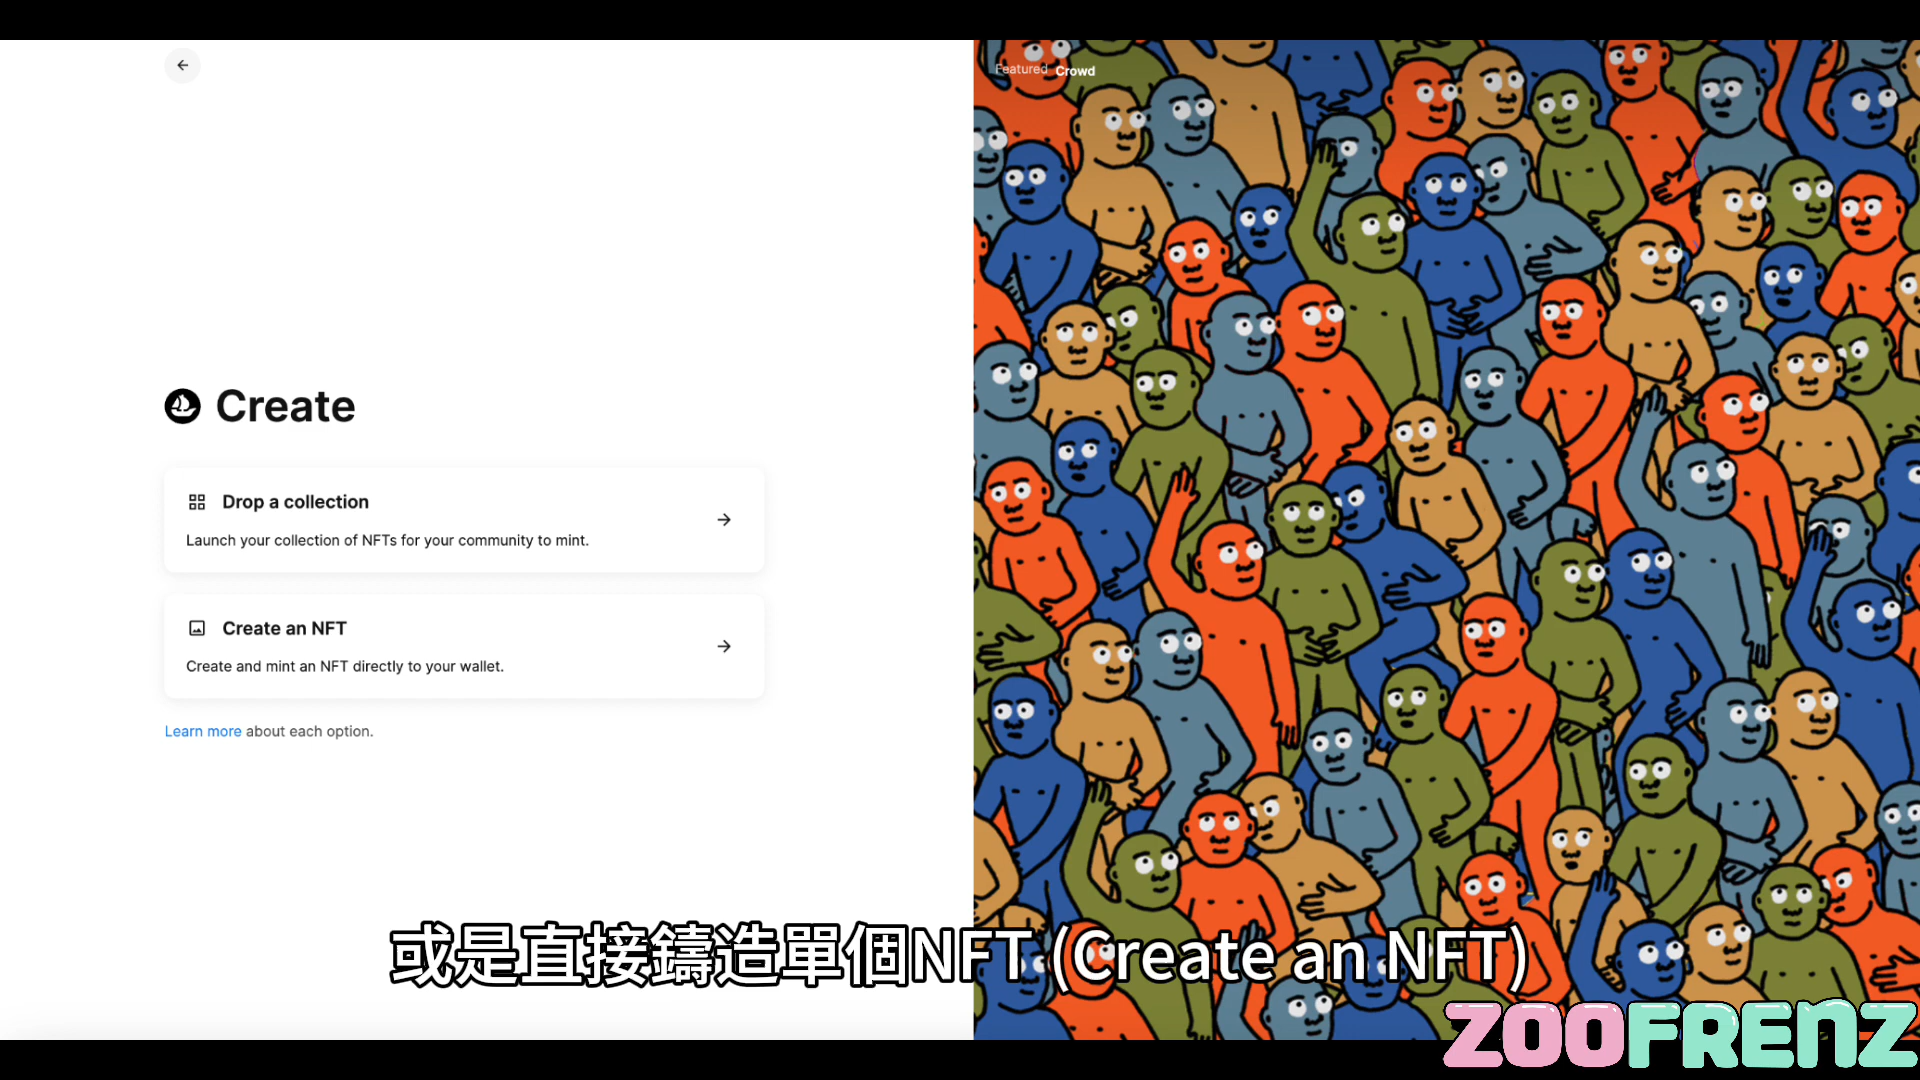 Featured Crowd
Create
Drop a collection
Launch your collection of NFTs for your community to mint.
Create an NFT
Create and mint an NFT directly to your wallet.
Learn more about each option.
或是直接鑄造單個NFT (Create an NFT)
ZOOFRENZ